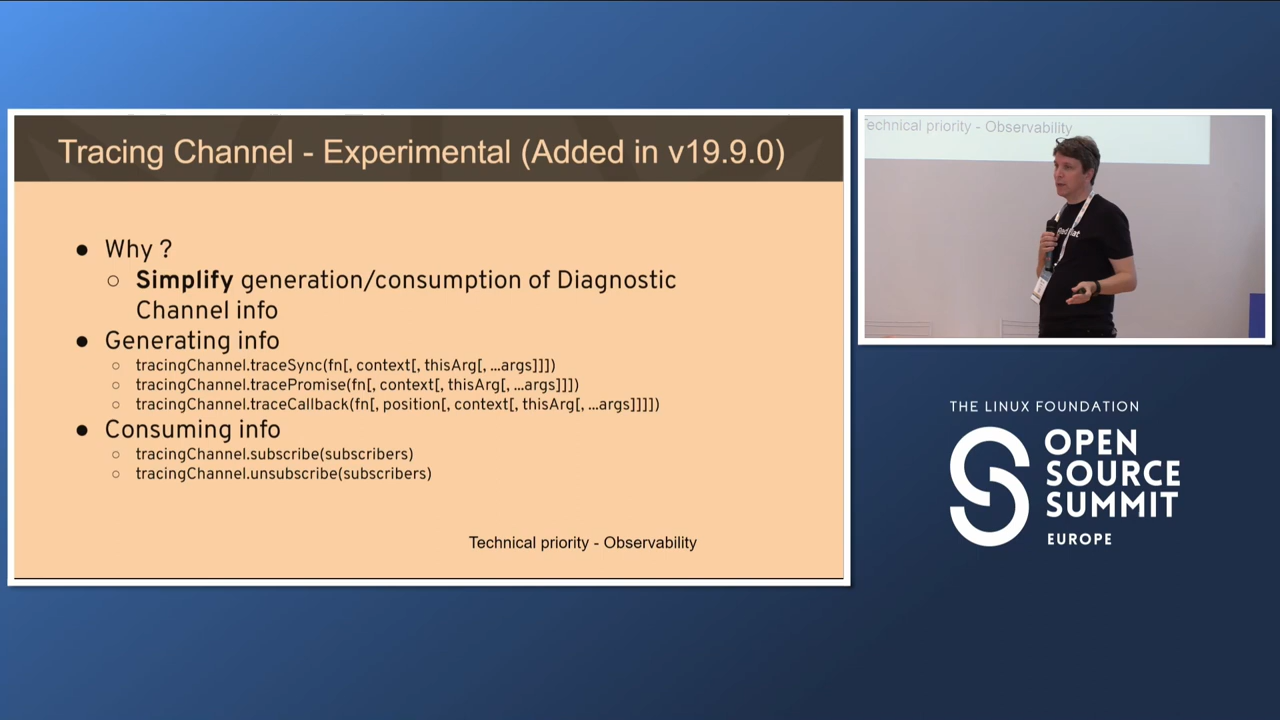 Tracing Channel - Experimental (Added in v19.9.0)
● Why ?
○ Simplify generation/consumption of Diagnostic
Channel info
● Generating info
○ tracingChannel.traceSync(fn[, context[, thisArg[, ...args]]])
○ tracingChannel.tracePromise(fn[, context[, thisArg[, ...args]]])
○ tracingChannel.traceCallback(fn[, position[, context[, thisArg[, ...args]]]])
● Consuming info
○ tracingChannel.subscribe(subscribers)
○ tracingChannel.unsubscribe(subscribers)
Technical priority - Observability
Technical priority - Observability
THE LINUX FOUNDATION
OPEN
SOURCE
SUMMIT
EUROPE